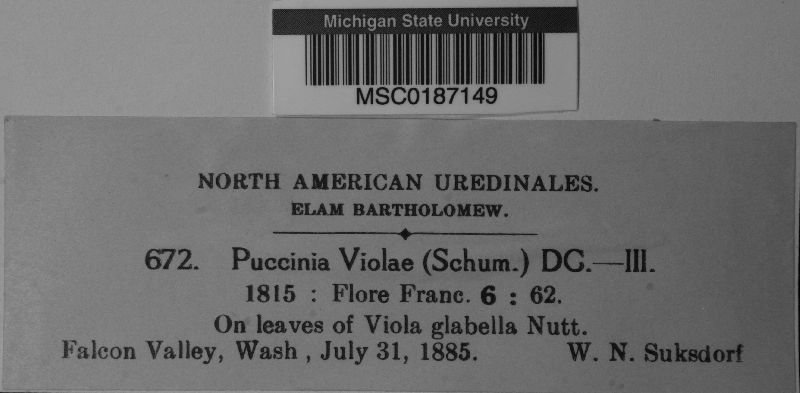 Michigan State University
MSC0187149
NORTH AMERICAN UREDINALES.
ELAM BARTHOLOMEW.
672. Puccinia Violae (Schum.) DC.—III.
1815 : Flore Franc. 6 : 62.
On leaves of Viola glabella Nutt.
Falcon Valley, Wash , July 31, 1885. W. N. Suksdorf